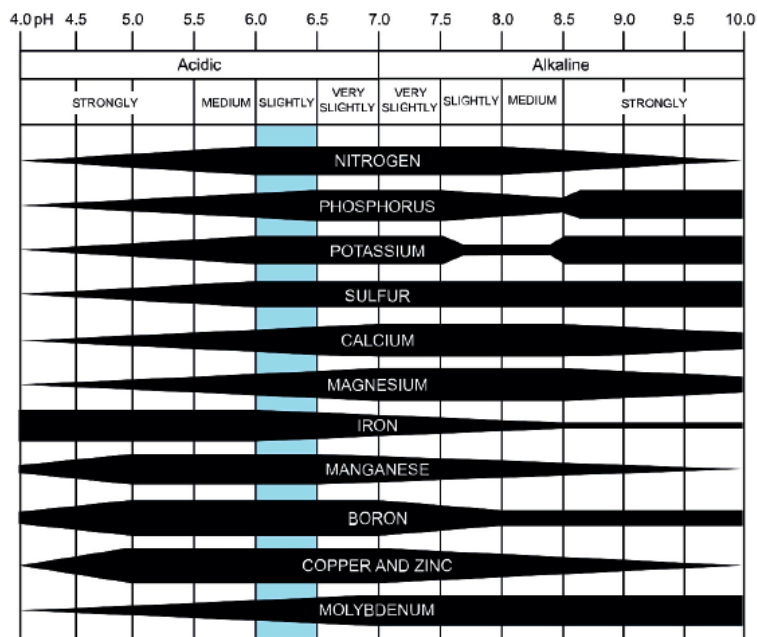 4.0 pH 4.5 5.0 5.5 6.0 6.5 7.0 7.5 8.0 8.5 9.0 9.5 10.0
Acidic Alkaline
STRONGLY MEDIUM SLIGHTLY VERY SLIGHTLY VERY SLIGHTLY SLIGHTLY MEDIUM STRONGLY
NITROGEN
PHOSPHORUS
POTASSIUM
SULFUR
CALCIUM
MAGNESIUM
IRON
MANGANESE
BORON
COPPER AND ZINC
MOLYBDENUM